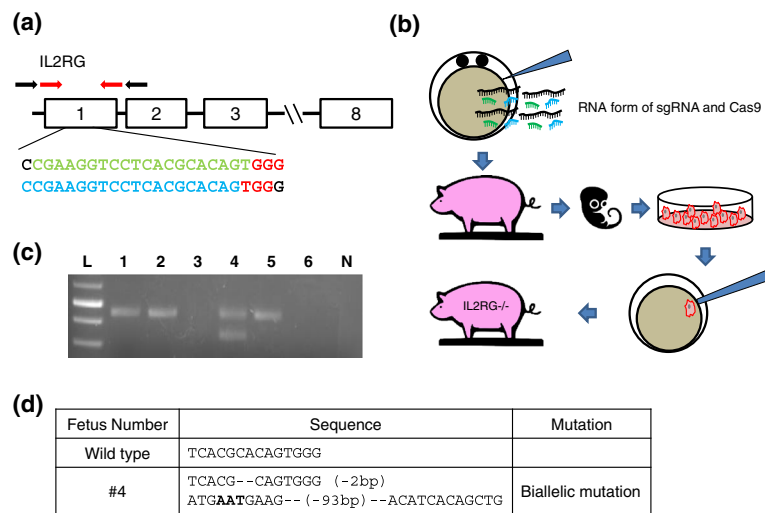 (a)
IL2RG
1 2 3 8
CCGAAGGTCCTCACGCACAGTGGG
CCGAAGGTCCTCACGCACAGTGGG
(b)
RNA form of sgRNA and Cas9
IL2RG-/-
(c)
L 1 2 3 4 5 6 N
(d)
Fetus Number Sequence Mutation
Wild type TCACGCACAGTGGG
#4 TCACG--CAGTGGG (-2bp)
ATGAATGAAG--(-93bp)--ACATCACAGCTG Biallelic mutation